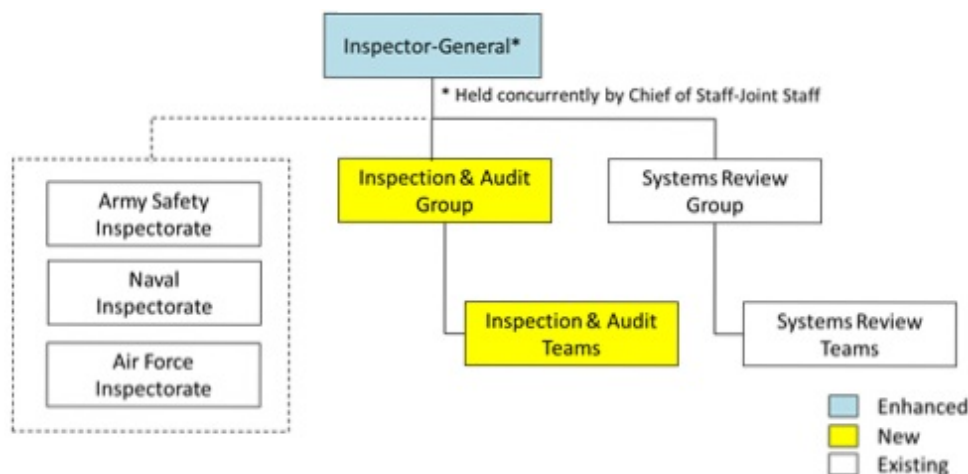 Inspector-General*
* Held concurrently by Chief of Staff-Joint Staff
Army Safety
Inspectorate
Naval
Inspectorate
Air Force
Inspectorate
Inspection & Audit
Group
Systems Review
Group
Inspection & Audit
Teams
Systems Review
Teams
Enhanced
New
Existing